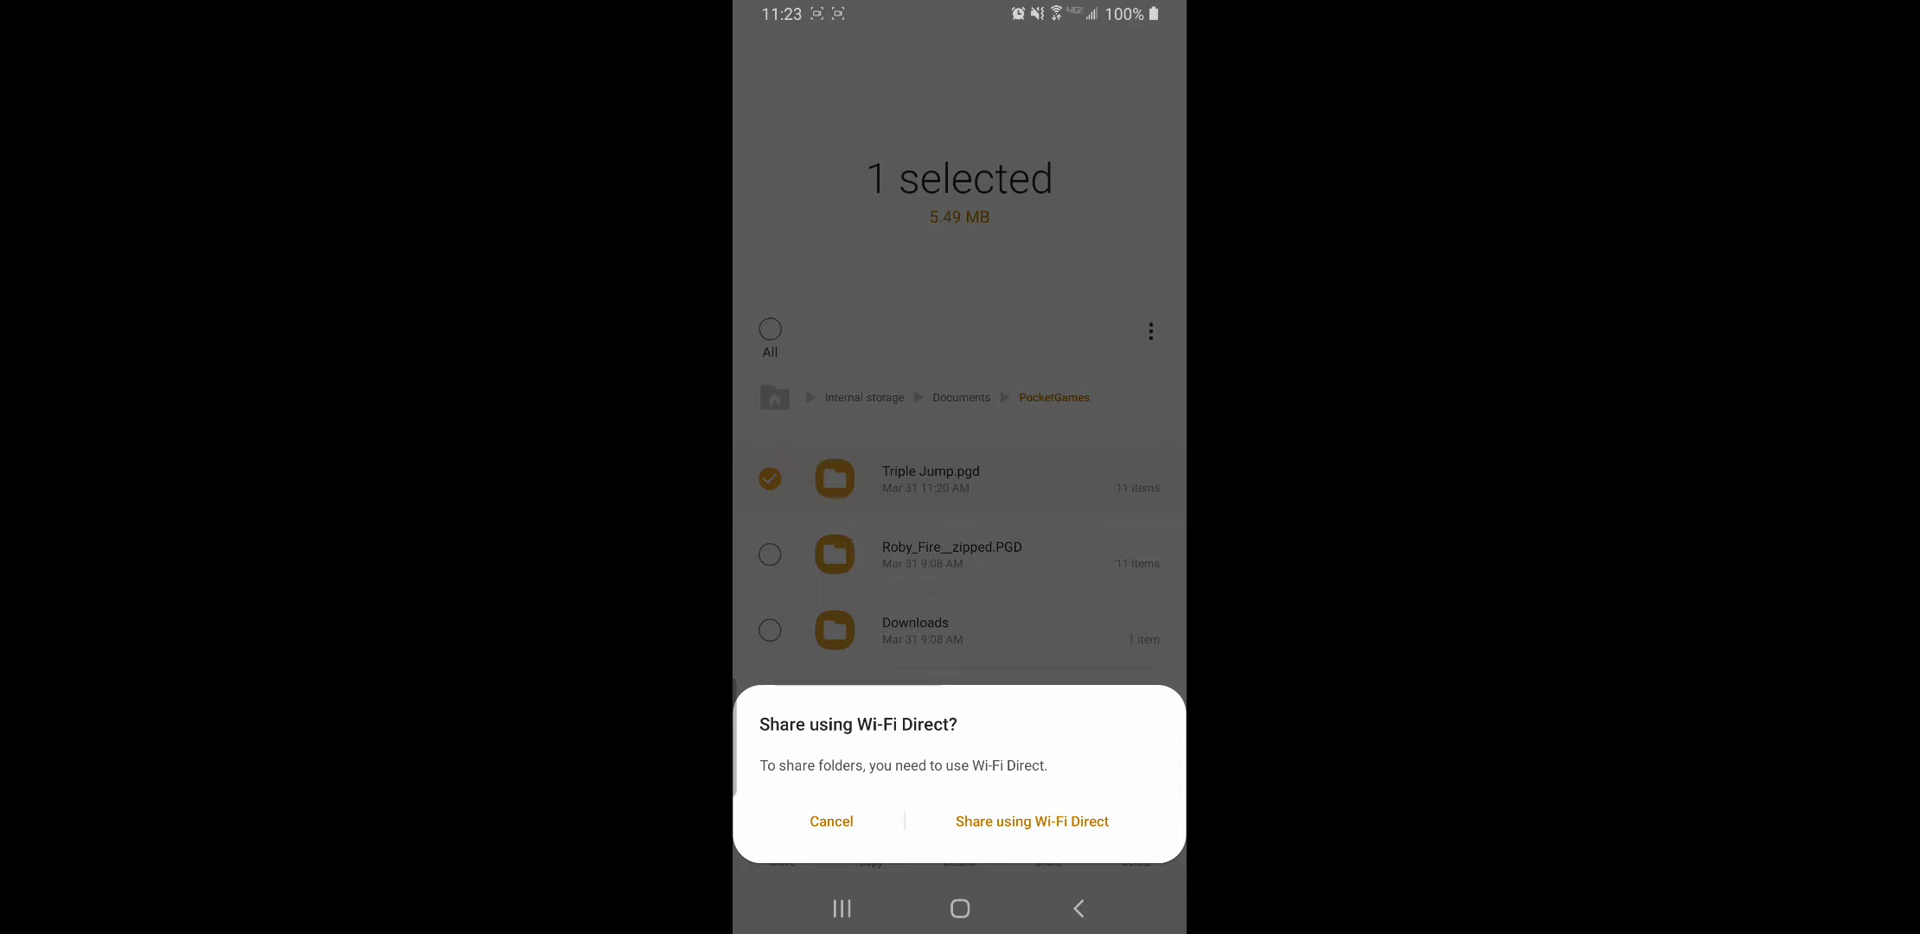 11:23 100%
1 selected
5.49 MB
All
Internal storage Documents PocketGames
Triple Jump.pgd
Mar 31 11:20 AM 11 items
Roby_Fire__zipped.PGD
Mar 31 9:08 AM 11 items
Downloads
Mar 31 9:08 AM 1 item
Share using Wi-Fi Direct?
To share folders, you need to use Wi-Fi Direct.
Cancel Share using Wi-Fi Direct